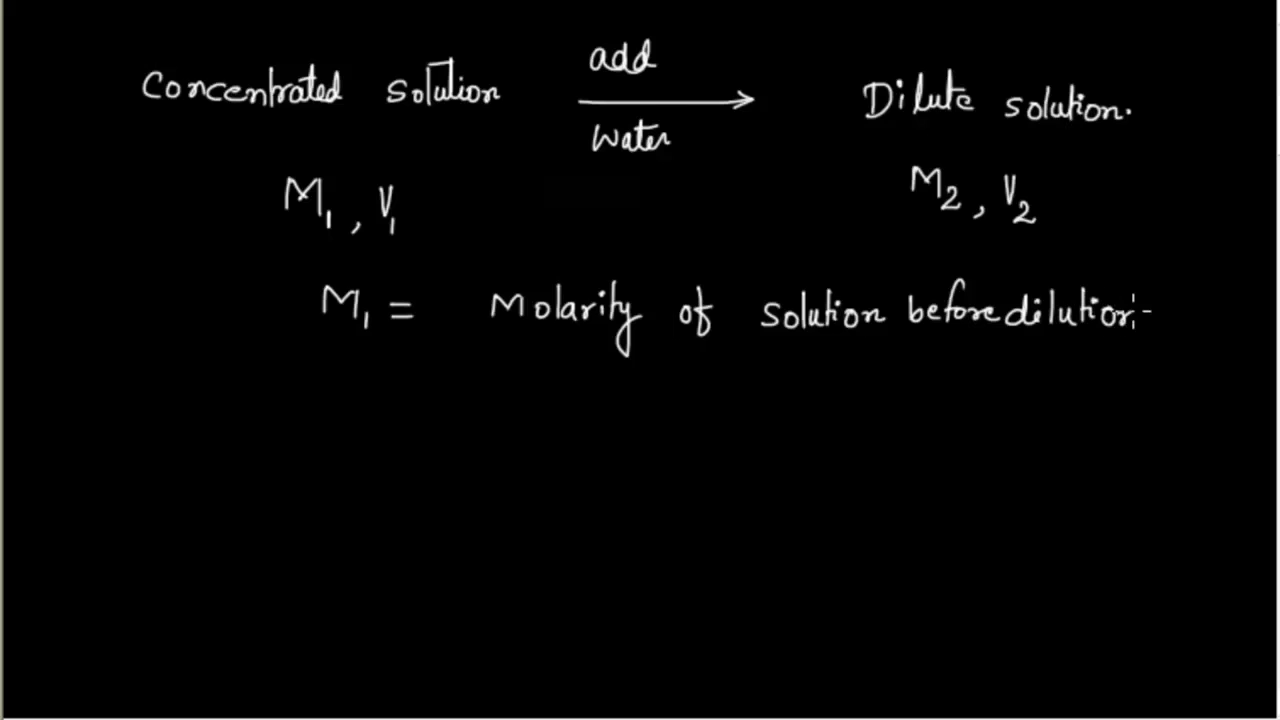 Concentrated solution add Dilute solution.
water
M1, V1 M2, V2
M1 = Molarity of solution before dilution